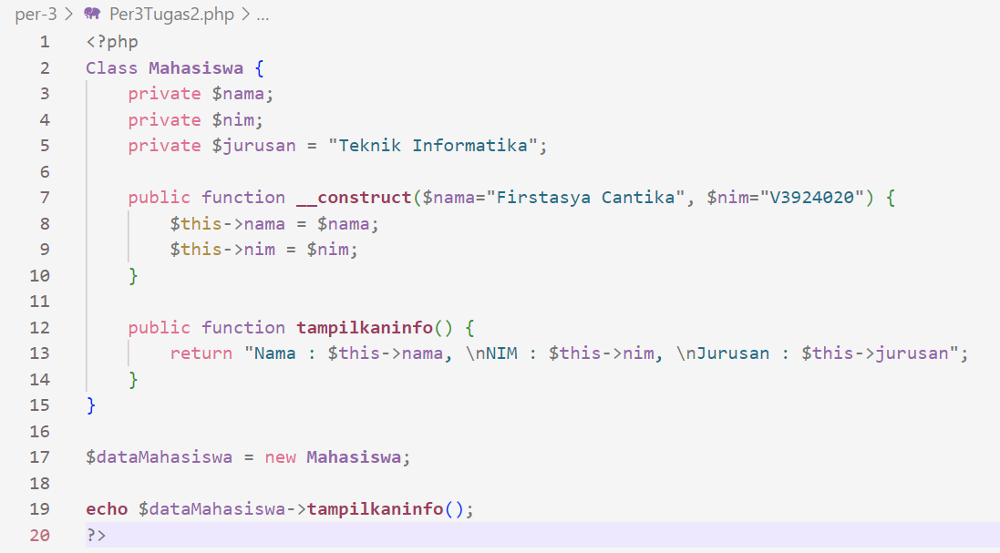 per-3 > Per3Tugas2.php > ...
1 <?php
2 Class Mahasiswa {
3     private $nama;
4     private $nim;
5     private $jurusan = "Teknik Informatika";
6
7     public function __construct($nama="Firstasya Cantika", $nim="V3924020") {
8         $this->nama = $nama;
9         $this->nim = $nim;
10     }
11
12     public function tampilkaninfo() {
13         return "Nama : $this->nama, \nNIM : $this->nim, \nJurusan : $this->jurusan";
14     }
15 }
16
17 $dataMahasiswa = new Mahasiswa;
18
19 echo $dataMahasiswa->tampilkaninfo();
20 ?>